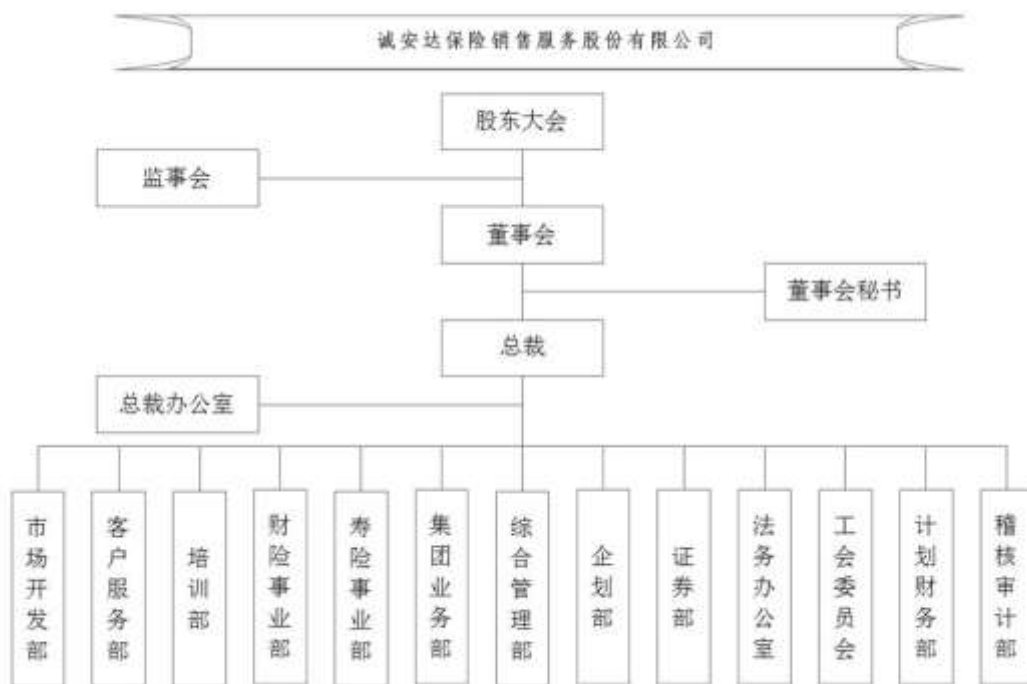 诚安达保险销售服务股份有限公司
股东大会
监事会
董事会
董事会秘书
总裁
总裁办公室
市场开发部
客户服务部
培训部
财险事业部
寿险事业部
集团业务部
综合管理部
企划部
证券部
法务办公室
工会委员会
计划财务部
稽核审计部